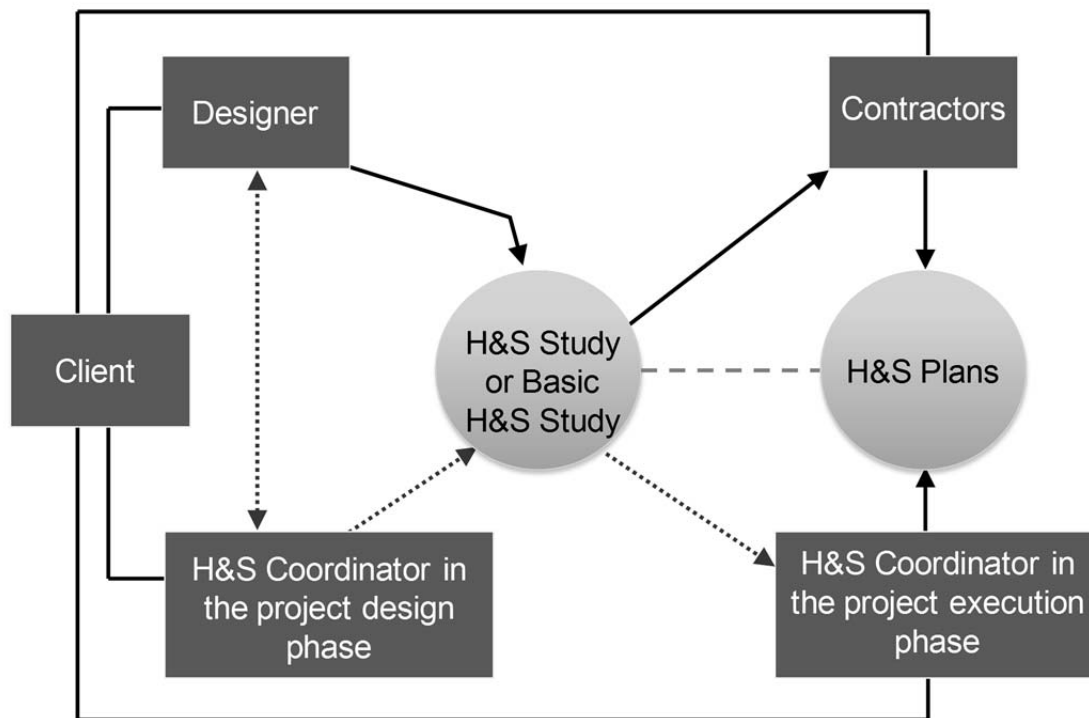 Designer
Contractors
Client
H&S Study
or Basic
H&S Study
H&S Plans
H&S Coordinator in
the project design
phase
H&S Coordinator in
the project execution
phase